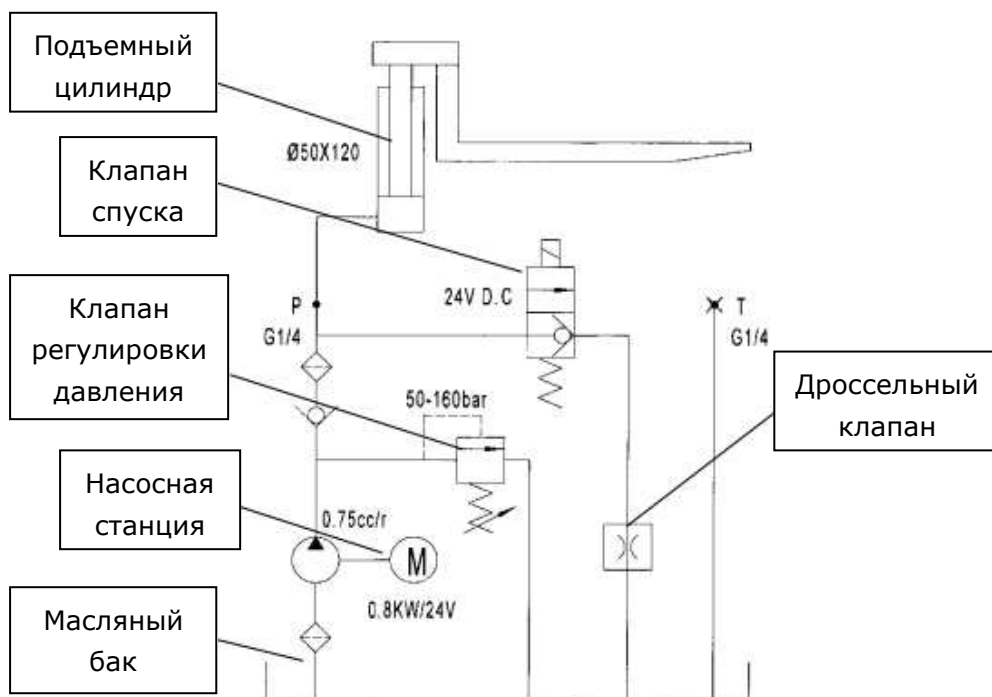 Подъемный
цилиндр
Ø50X120
Клапан
спуска
24V D.C
P
G1/4
T
G1/4
Клапан
регулировки
давления
50-160bar
Дроссельный
клапан
Насосная
станция
0.75cc/r
M
0.8KW/24V
Масляный
бак